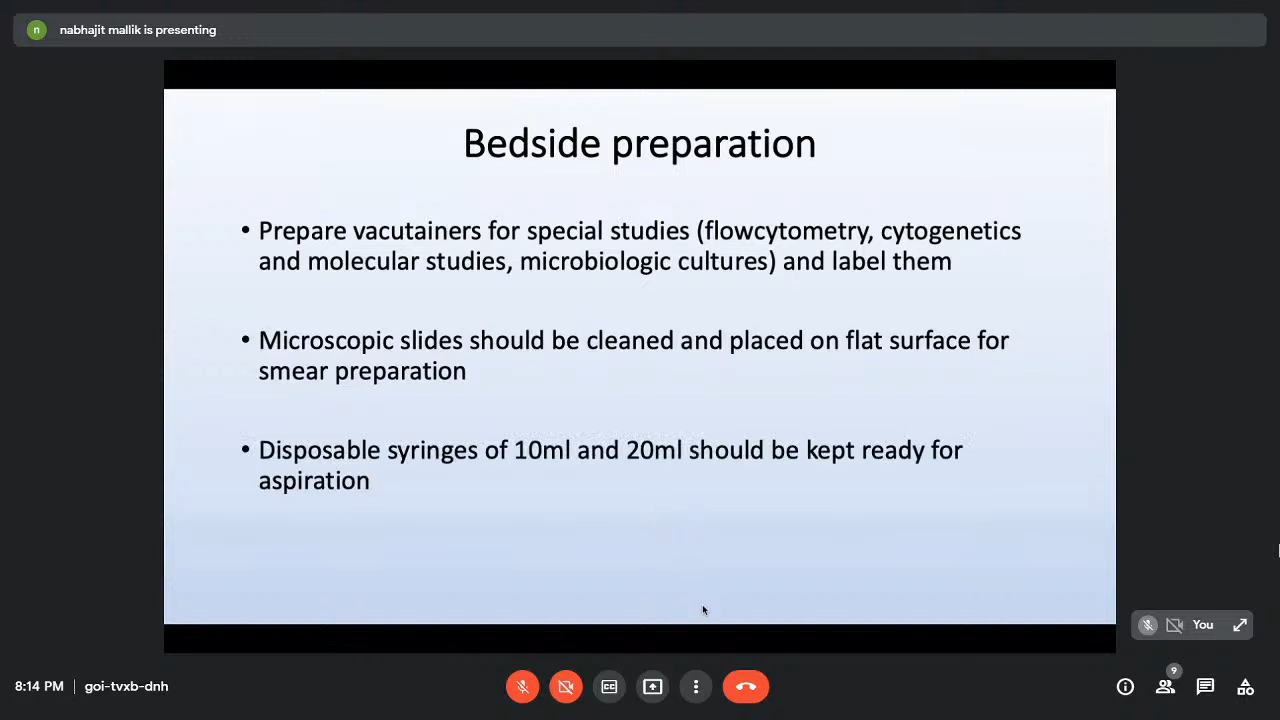 n nabhajit mallik is presenting
Bedside preparation
• Prepare vacutainers for special studies (flowcytometry, cytogenetics
and molecular studies, microbiologic cultures) and label them
• Microscopic slides should be cleaned and placed on flat surface for
smear preparation
• Disposable syringes of 10ml and 20ml should be kept ready for
aspiration
You
8:14 PM | goi-tvxb-dnh
CC
9